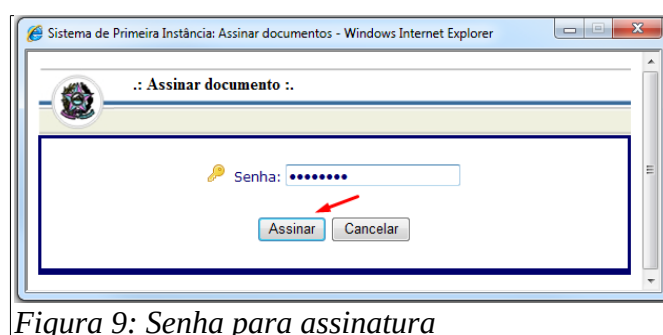 Sistema de Primeira Instância: Assinar documentos - Windows Internet Explorer
.: Assinar documento :.
Senha: ••••••••
Assinar Cancelar
Figura 9: Senha para assinatura